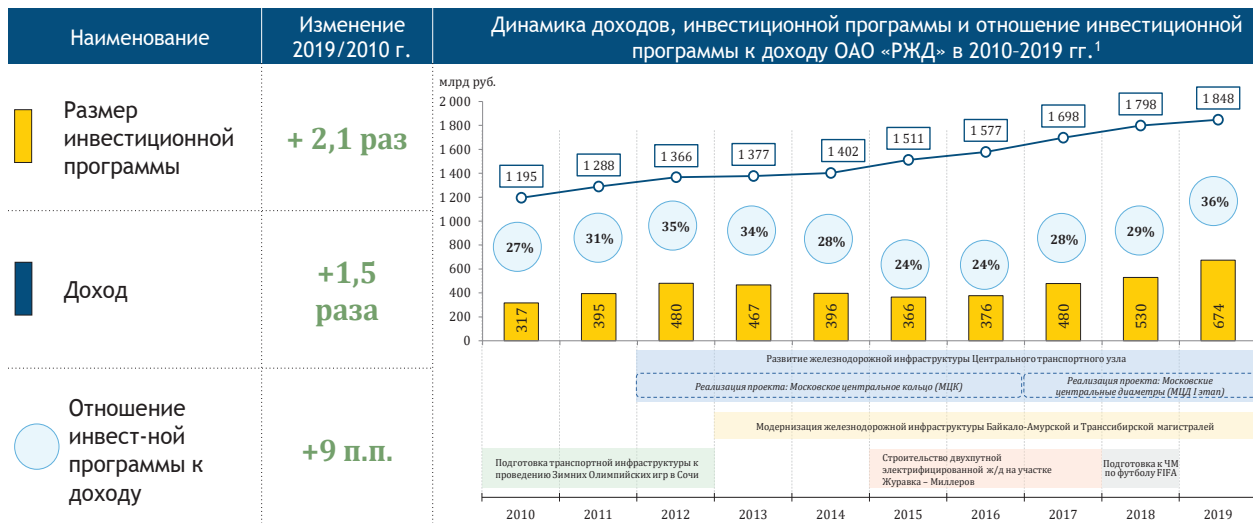 Наименование
Изменение
2019/2010 г.
Динамика доходов, инвестиционной программы и отношение инвестиционной
программы к доходу ОАО «РЖД» в 2010-2019 гг.¹
Размер
инвестиционной
программы
+ 2,1 раз
Доход
+1,5
раза
Отношение
инвест-ной
программы к
доходу
+9 п.п.
млрд руб.
2 000
1 800
1 600
1 400
1 200
1 000
800
600
400
200
0
1 195
1 288
1 366
1 377
1 402
1 511
1 577
1 698
1 798
1 848
27%
31%
35%
34%
28%
24%
24%
28%
29%
36%
317
395
480
467
396
366
376
480
530
674
Развитие железнодорожной инфраструктуры Центрального транспортного узла
Реализация проекта: Московское центральное кольцо (МЦК)
Реализация проекта: Московские
центральные диаметры (МЦД I этап)
Модернизация железнодорожной инфраструктуры Байкало-Амурской и Транссибирской магистралей
Подготовка транспортной инфраструктуры к
проведению Зимних Олимпийских игр в Сочи
Строительство двухпутной
электрифицированной ж/д на участке
Журавка – Миллеров
Подготовка к ЧМ
по футболу FIFA
2010
2011
2012
2013
2014
2015
2016
2017
2018
2019